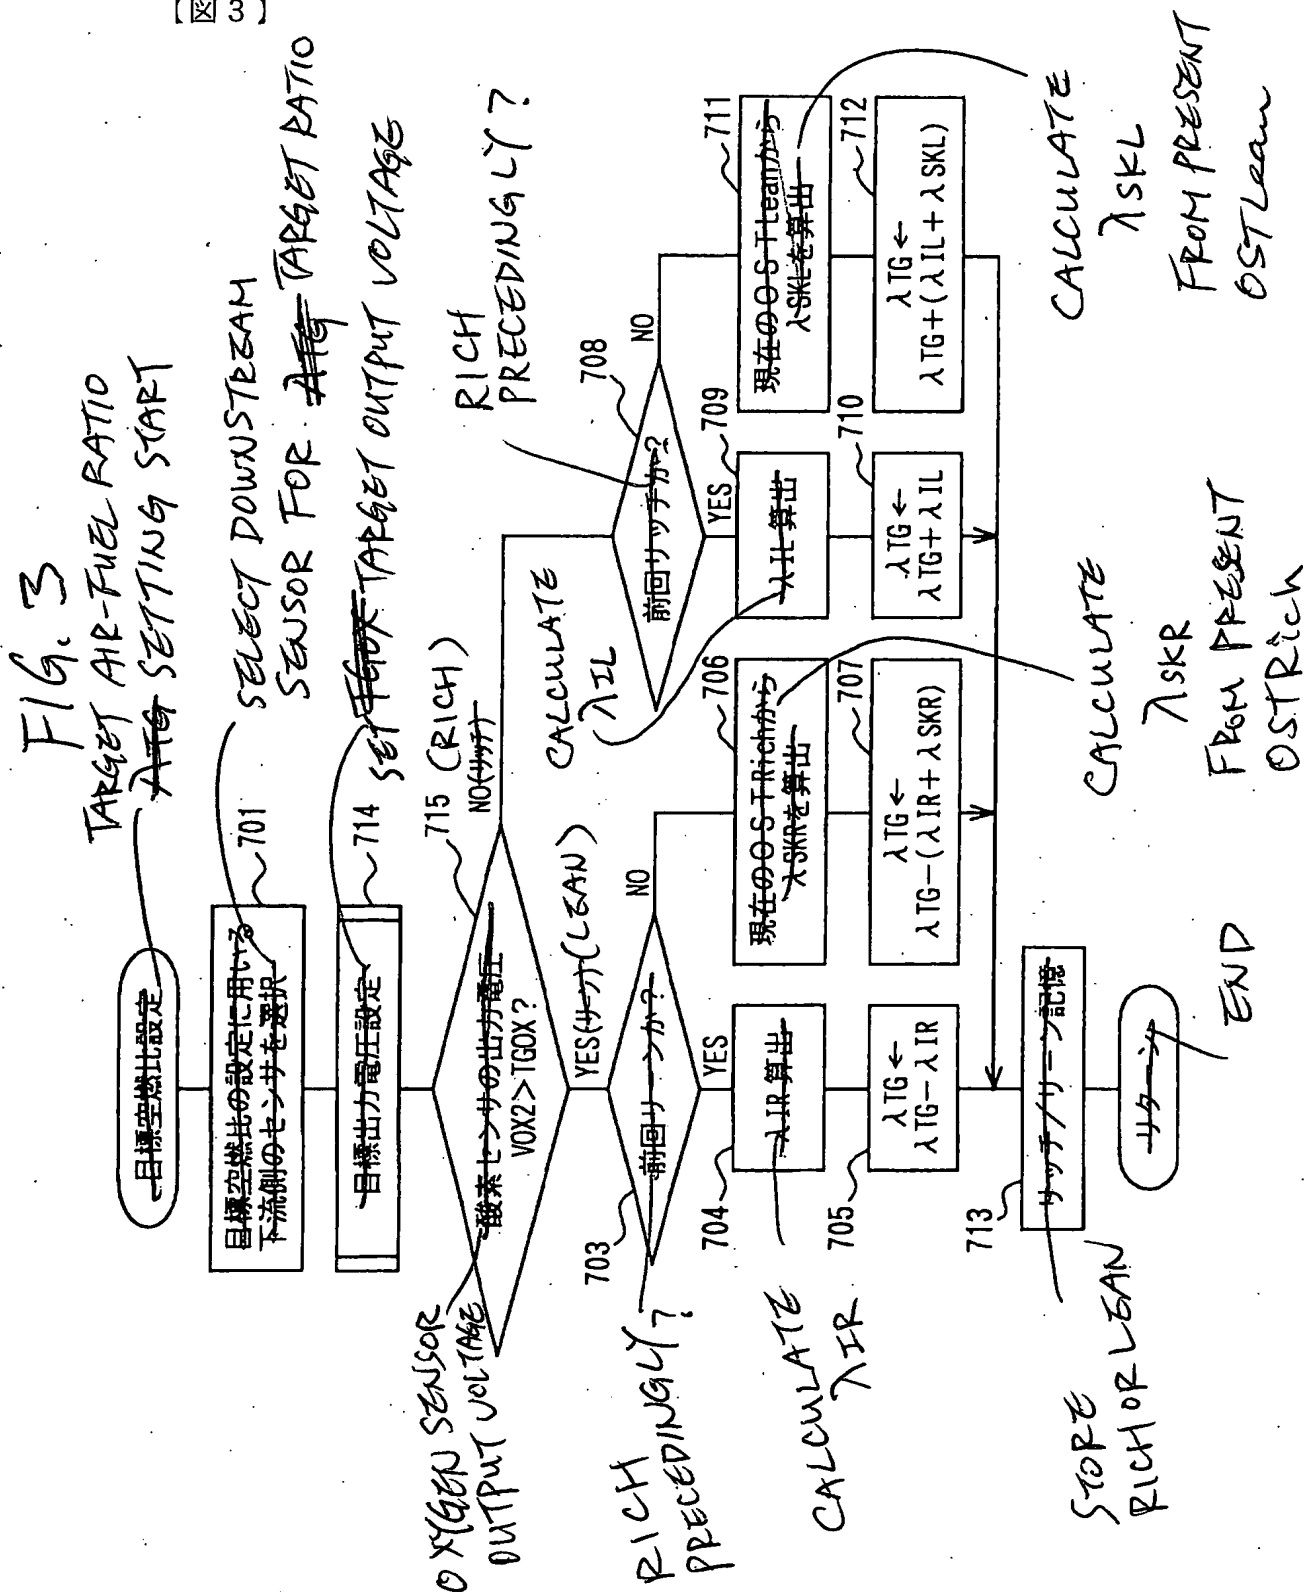 【図3】
FIG. 3
TARGET AIR-FUEL RATIO
λTG SETTING START
目標空燃比設定
SELECT DOWNSTREAM
SENSOR FOR λTG TARGET RATIO
目標空燃比の設定に用いる
下流側のセンサを選択
701
SET TGOX TARGET OUTPUT VOLTAGE
目標出力電圧設定
714
OXYGEN SENSOR
OUTPUT VOLTAGE
酸素センサの出力電圧
VOX2>TGOX?
715
(RICH)
NO(リッチ)
YES(リーン)(LEAN)
RICH
PRECEDINGLY?
703
前回リーンか?
YES
NO
RICH
PRECEDINGLY?
708
前回リッチか?
YES
NO
CALCULATE
λIR
704
λIR算出
705
λTG←
λTG-λIR
706
現在のOSTRichから
λSKRを算出
707
λTG←
λTG-(λIR+λSKR)
CALCULATE
λSKR
FROM PRESENT
OSTRich
CALCULATE
λIL
709
λIL算出
710
λTG←
λTG+λIL
711
現在のOSTLeanから
λSKLを算出
712
λTG←
λTG+(λIL+λSKL)
CALCULATE
λSKL
FROM PRESENT
OSTLean
713
リッチ/リーン記憶
STORE
RICH OR LEAN
リターン
END